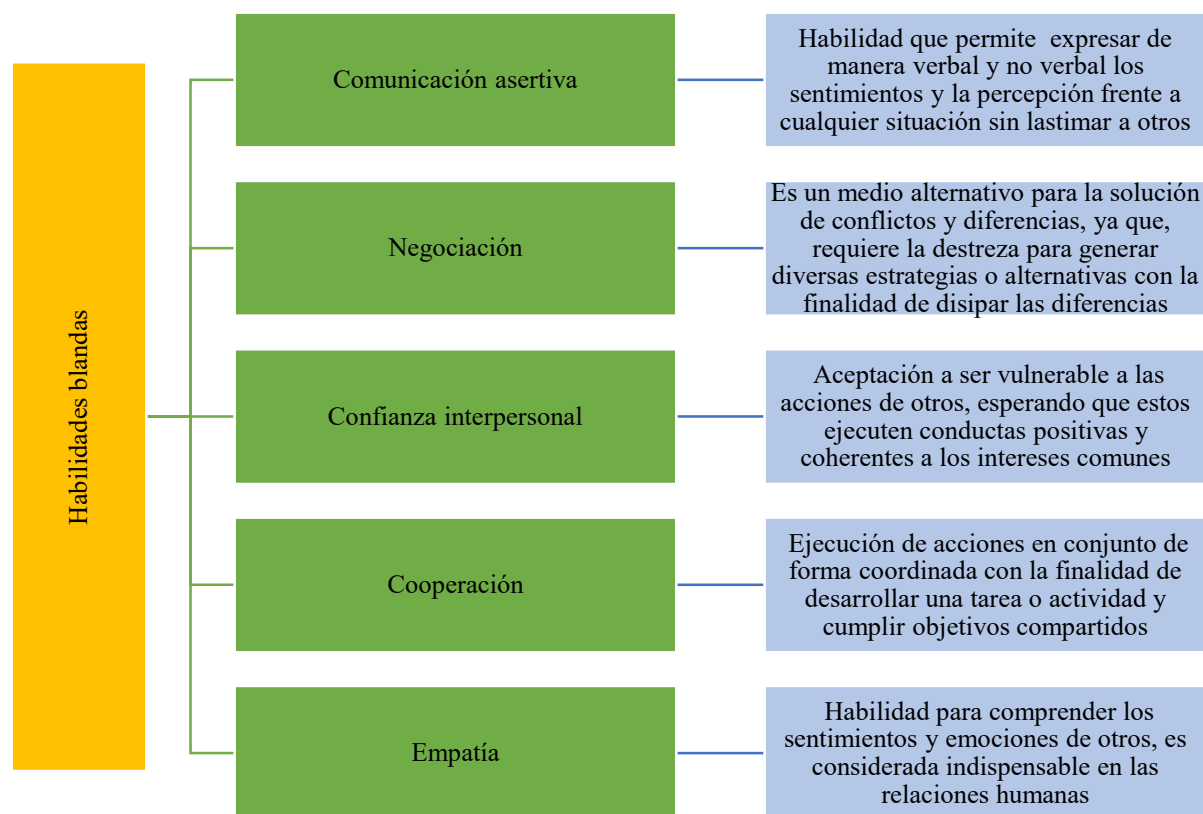 Habilidades blandas
Comunicación asertiva
Habilidad que permite expresar de
manera verbal y no verbal los
sentimientos y la percepción frente a
cualquier situación sin lastimar a otros
Negociación
Es un medio alternativo para la solución
de conflictos y diferencias, ya que,
requiere la destreza para generar
diversas estrategias o alternativas con la
finalidad de disipar las diferencias
Confianza interpersonal
Aceptación a ser vulnerable a las
acciones de otros, esperando que estos
ejecuten conductas positivas y
coherentes a los intereses comunes
Cooperación
Ejecución de acciones en conjunto de
forma coordinada con la finalidad de
desarrollar una tarea o actividad y
cumplir objetivos compartidos
Empatía
Habilidad para comprender los
sentimientos y emociones de otros, es
considerada indispensable en las
relaciones humanas